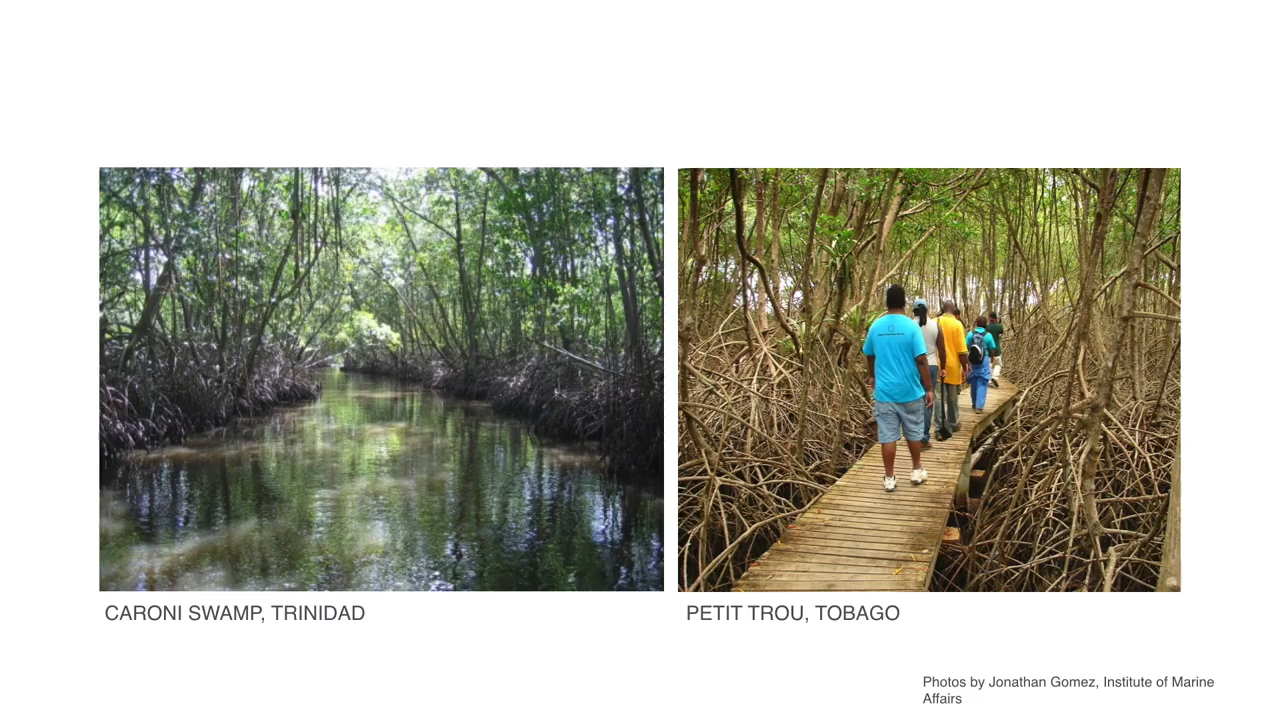 CARONI SWAMP, TRINIDAD
PETIT TROU, TOBAGO
Photos by Jonathan Gomez, Institute of Marine
Affairs